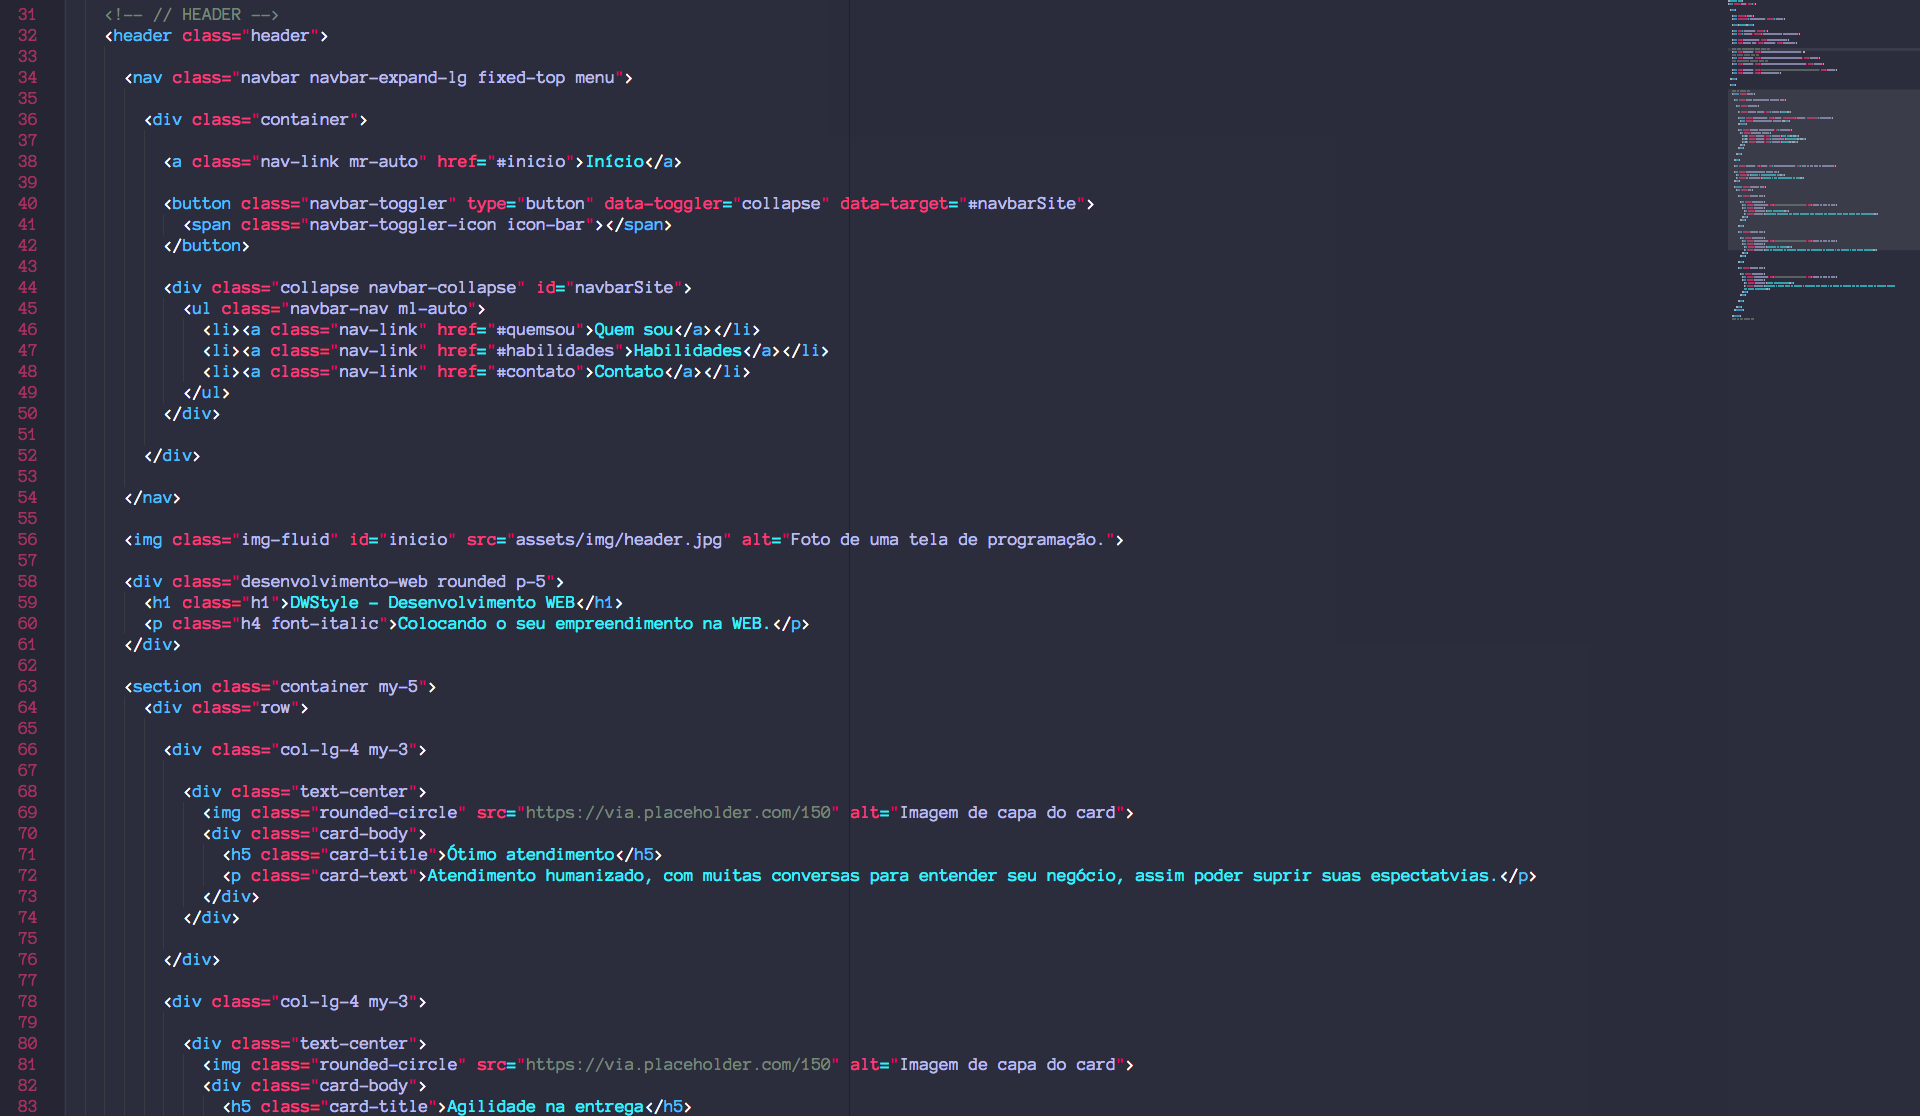 31 <!-- // HEADER -->
32 <header class="header">
33
34 <nav class="navbar navbar-expand-lg fixed-top menu">
35
36 <div class="container">
37
38 <a class="nav-link mr-auto" href="#inicio">Início</a>
39
40 <button class="navbar-toggler" type="button" data-toggler="collapse" data-target="#navbarSite">
41 <span class="navbar-toggler-icon icon-bar"></span>
42 </button>
43
44 <div class="collapse navbar-collapse" id="navbarSite">
45 <ul class="navbar-nav ml-auto">
46 <li><a class="nav-link" href="#quemsou">Quem sou</a></li>
47 <li><a class="nav-link" href="#habilidades">Habilidades</a></li>
48 <li><a class="nav-link" href="#contato">Contato</a></li>
49 </ul>
50 </div>
51
52 </div>
53
54 </nav>
55
56 <img class="img-fluid" id="inicio" src="assets/img/header.jpg" alt="Foto de uma tela de programação.">
57
58 <div class="desenvolvimento-web rounded p-5">
59 <h1 class="h1">DWStyle - Desenvolvimento WEB</h1>
60 <p class="h4 font-italic">Colocando o seu empreendimento na WEB.</p>
61 </div>
62
63 <section class="container my-5">
64 <div class="row">
65
66 <div class="col-lg-4 my-3">
67
68 <div class="text-center">
69 <img class="rounded-circle" src="https://via.placeholder.com/150" alt="Imagem de capa do card">
70 <div class="card-body">
71 <h5 class="card-title">Ótimo atendimento</h5>
72 <p class="card-text">Atendimento humanizado, com muitas conversas para entender seu negócio, assim poder suprir suas espectatvias.</p>
73 </div>
74 </div>
75
76 </div>
77
78 <div class="col-lg-4 my-3">
79
80 <div class="text-center">
81 <img class="rounded-circle" src="https://via.placeholder.com/150" alt="Imagem de capa do card">
82 <div class="card-body">
83 <h5 class="card-title">Agilidade na entrega</h5>